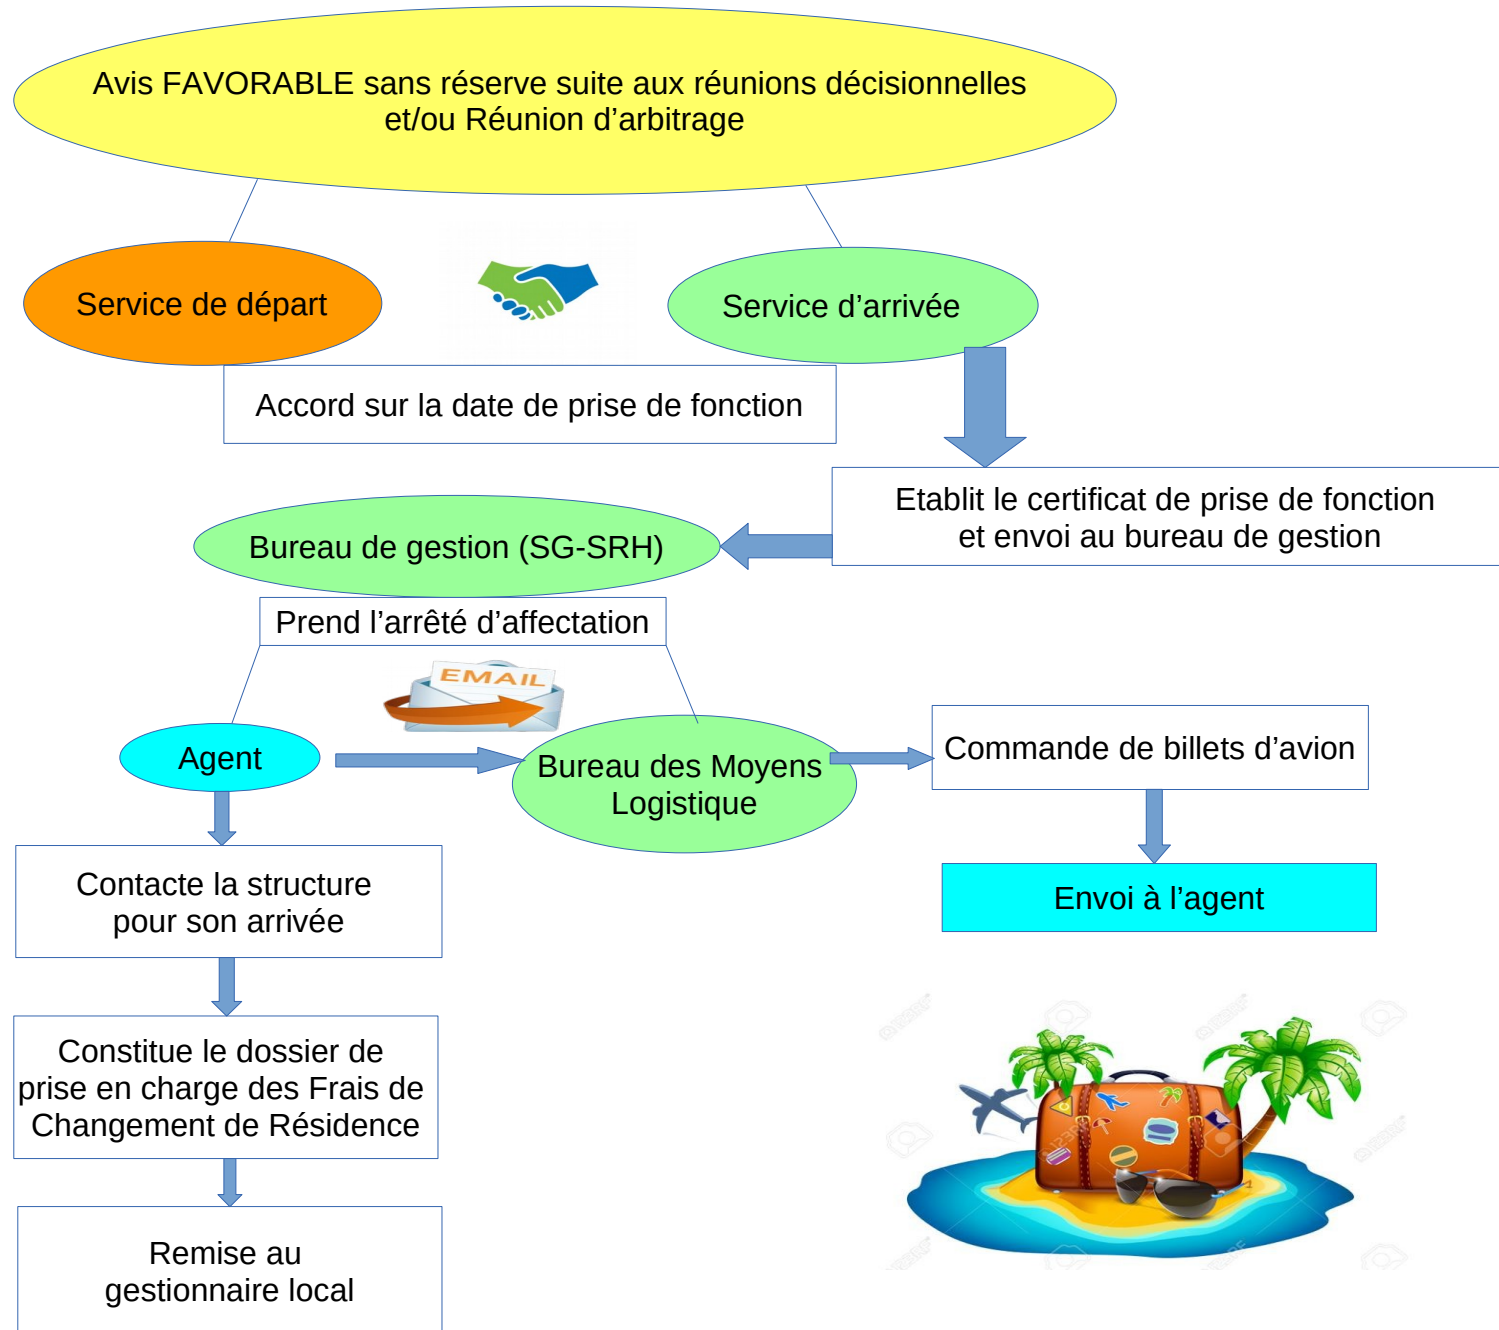 Avis FAVORABLE sans réserve suite aux réunions décisionnelles
et/ou Réunion d’arbitrage
Service de départ
Service d’arrivée
Accord sur la date de prise de fonction
Etablit le certificat de prise de fonction
et envoi au bureau de gestion
Bureau de gestion (SG-SRH)
Prend l’arrêté d’affectation
EMAIL
Agent
Bureau des Moyens
Logistique
Commande de billets d’avion
Contacte la structure
pour son arrivée
Envoi à l’agent
Constitue le dossier de
prise en charge des Frais de
Changement de Résidence
Remise au
gestionnaire local